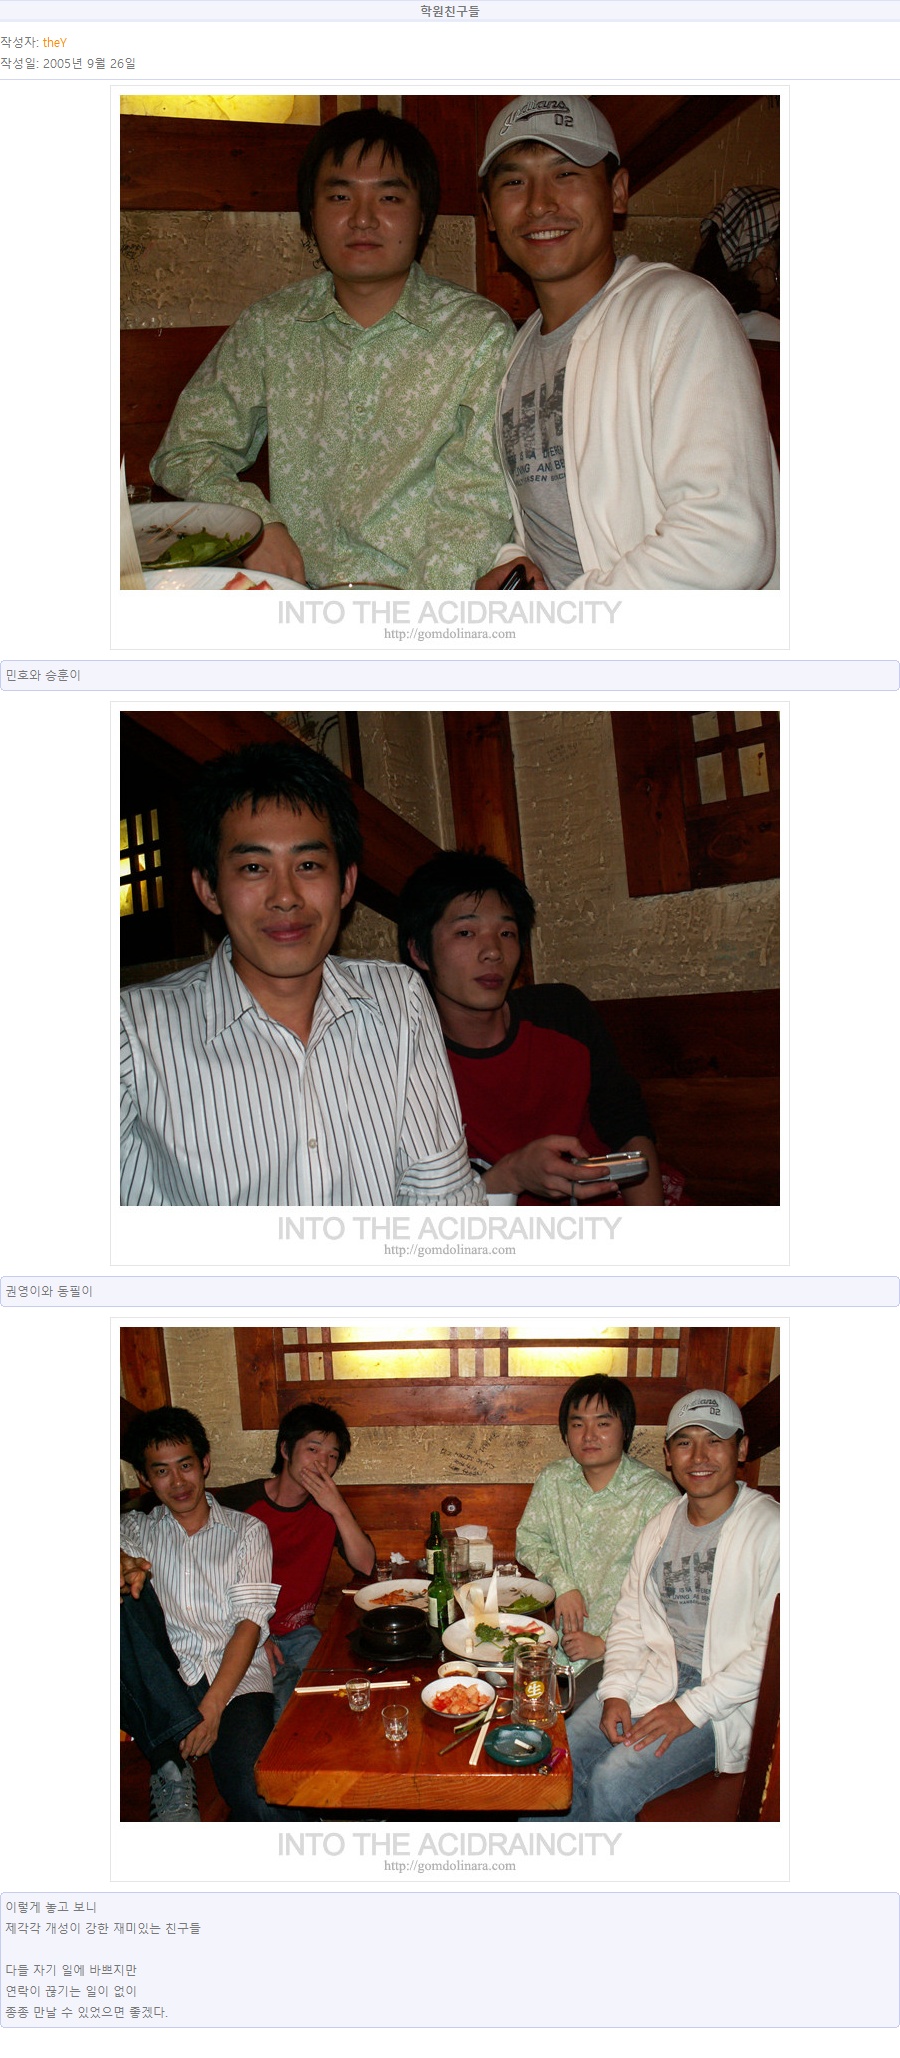 학원친구들
작성자: theY
작성일: 2005년 9월 26일
Indians
02
INTO THE ACIDRAINCITY
http://gomdolinara.com
민호와 승훈이
INTO THE ACIDRAINCITY
http://gomdolinara.com
권영이와 동필이
Indians
02
生
INTO THE ACIDRAINCITY
http://gomdolinara.com
이렇게 놓고 보니
제각각 개성이 강한 재미있는 친구들
다들 자기 일에 바쁘지만
연락이 끊기는 일이 없이
종종 만날 수 있었으면 좋겠다.